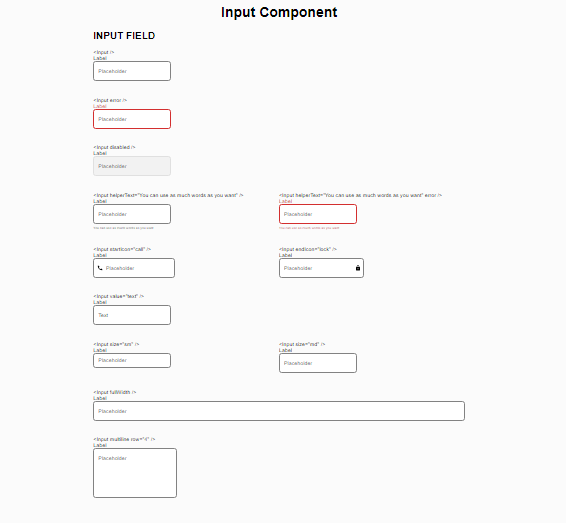 Input Component
INPUT FIELD
<Input />
Label
Placeholder
<Input error />
Label
Placeholder
<Input disabled />
Label
Placeholder
<Input helperText="You can use as much words as you want" />
Label
Placeholder
You can use as much words as you want
<Input helperText="You can use as much words as you want" error />
Label
Placeholder
You can use as much words as you want
<Input startIcon="call" />
Label
Placeholder
<Input endIcon="lock" />
Label
Placeholder
<Input value="text" />
Label
Text
<Input size="sm" />
Label
Placeholder
<Input size="md" />
Label
Placeholder
<Input fullWidth />
Label
Placeholder
<Input multiline row="4" />
Label
Placeholder